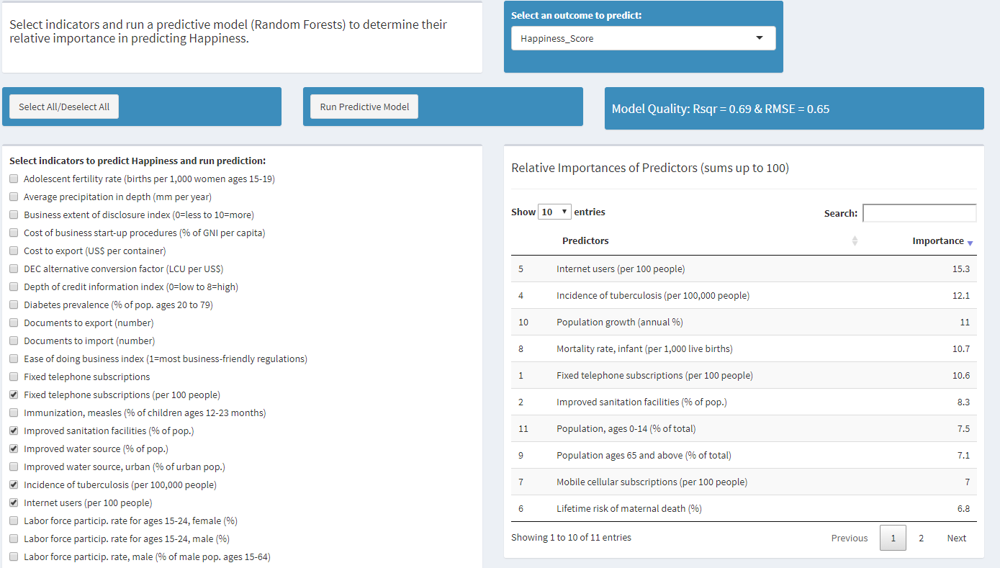 Select indicators and run a predictive model (Random Forests) to determine their
relative importance in predicting Happiness.
Select an outcome to predict:
Happiness_Score
Select All/Deselect All
Run Predictive Model
Model Quality: Rsqr = 0.69 & RMSE = 0.65
Select indicators to predict Happiness and run prediction:
Adolescent fertility rate (births per 1,000 women ages 15-19)
Average precipitation in depth (mm per year)
Business extent of disclosure index (0=less to 10=more)
Cost of business start-up procedures (% of GNI per capita)
Cost to export (US$ per container)
DEC alternative conversion factor (LCU per US$)
Depth of credit information index (0=low to 8=high)
Diabetes prevalence (% of pop. ages 20 to 79)
Documents to export (number)
Documents to import (number)
Ease of doing business index (1=most business-friendly regulations)
Fixed telephone subscriptions
Fixed telephone subscriptions (per 100 people)
Immunization, measles (% of children ages 12-23 months)
Improved sanitation facilities (% of pop.)
Improved water source (% of pop.)
Improved water source, urban (% of urban pop.)
Incidence of tuberculosis (per 100,000 people)
Internet users (per 100 people)
Labor force particip. rate for ages 15-24, female (%)
Labor force particip. rate for ages 15-24, male (%)
Labor force particip. rate, male (% of male pop. ages 15-64)
Relative Importances of Predictors (sums up to 100)
Show 10 entries
Search:
Predictors Importance
5 Internet users (per 100 people) 15.3
4 Incidence of tuberculosis (per 100,000 people) 12.1
10 Population growth (annual %) 11
8 Mortality rate, infant (per 1,000 live births) 10.7
1 Fixed telephone subscriptions (per 100 people) 10.6
2 Improved sanitation facilities (% of pop.) 8.3
11 Population, ages 0-14 (% of total) 7.5
9 Population ages 65 and above (% of total) 7.1
7 Mobile cellular subscriptions (per 100 people) 7
6 Lifetime risk of maternal death (%) 6.8
Showing 1 to 10 of 11 entries
Previous 1 2 Next